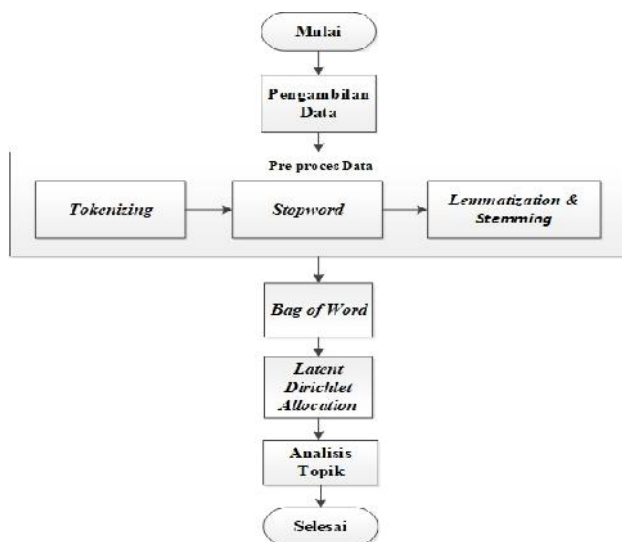 Mulai
Pengambilan
Data
Pre proces Data
Tokenizing
Stopword
Lemmatization &
Stemming
Bag of Word
Latent
Dirichlet
Allocation
Analisis
Topik
Selesai